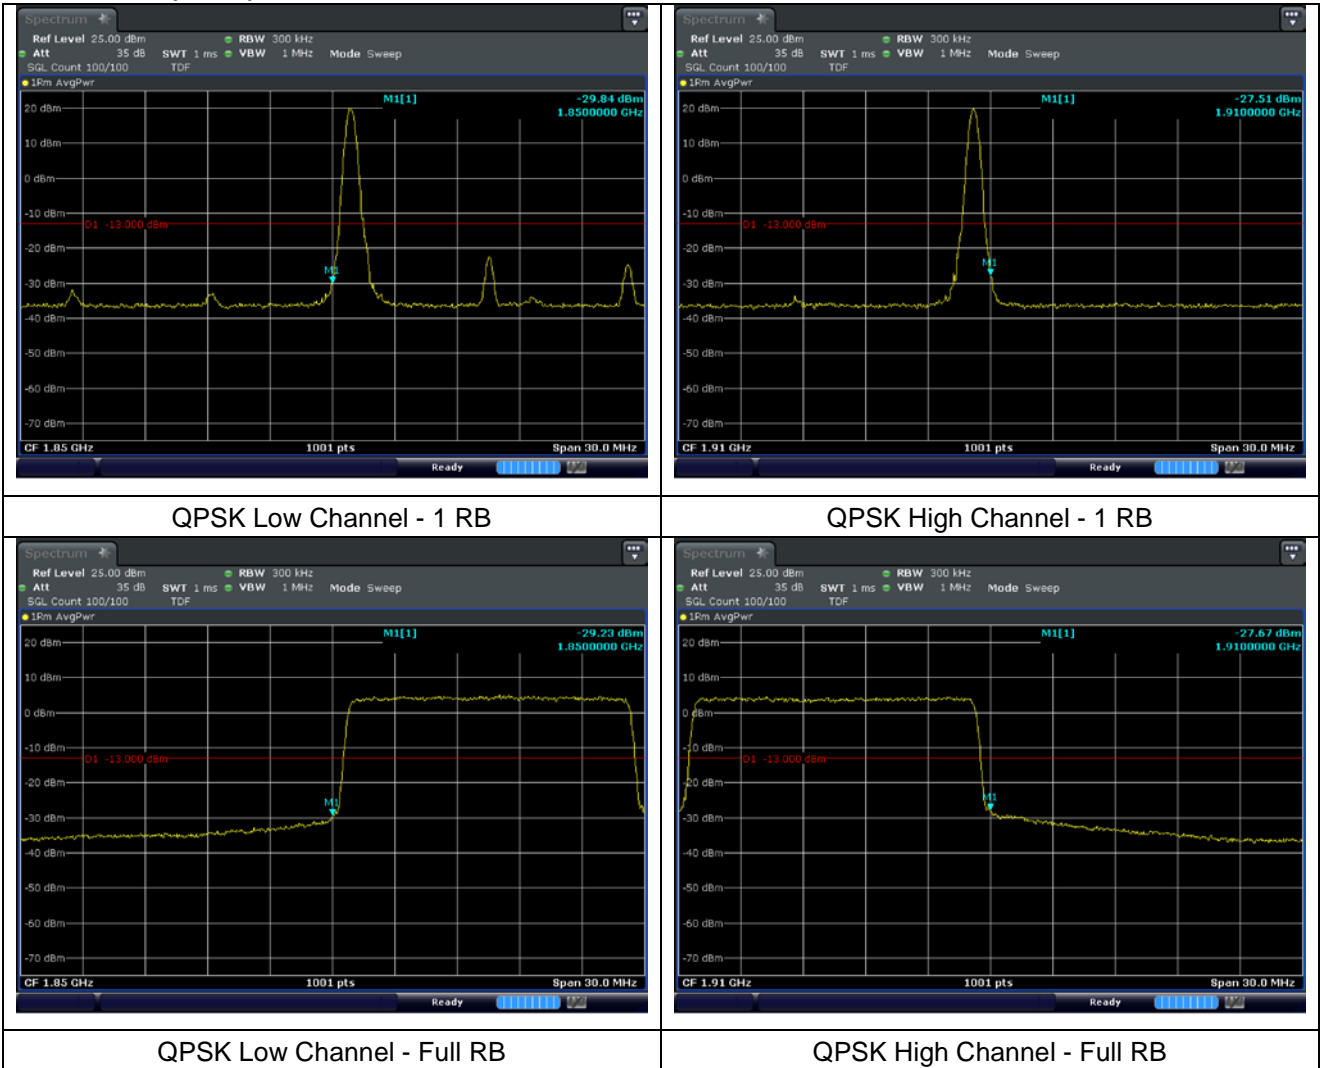 Spectrum
Ref Level 25.00 dBm RBW 300 kHz
Att 35 dB SWT 1 ms VBW 1 MHz Mode Sweep
SGL Count 100/100 TDF
1Rm AvgPwr
M1[1] -29.84 dBm
1.8500000 GHz
20 dBm
10 dBm
0 dBm
-10 dBm
D1 -13.000 dBm
-20 dBm
M1
-30 dBm
-40 dBm
-50 dBm
-60 dBm
-70 dBm
CF 1.85 GHz 1001 pts Span 30.0 MHz
Ready
QPSK Low Channel - 1 RB
Spectrum
Ref Level 25.00 dBm RBW 300 kHz
Att 35 dB SWT 1 ms VBW 1 MHz Mode Sweep
SGL Count 100/100 TDF
1Rm AvgPwr
M1[1] -27.51 dBm
1.9100000 GHz
20 dBm
10 dBm
0 dBm
-10 dBm
D1 -13.000 dBm
-20 dBm
M1
-30 dBm
-40 dBm
-50 dBm
-60 dBm
-70 dBm
CF 1.91 GHz 1001 pts Span 30.0 MHz
Ready
QPSK High Channel - 1 RB
Spectrum
Ref Level 25.00 dBm RBW 300 kHz
Att 35 dB SWT 1 ms VBW 1 MHz Mode Sweep
SGL Count 100/100 TDF
1Rm AvgPwr
M1[1] -29.23 dBm
1.8500000 GHz
20 dBm
10 dBm
0 dBm
-10 dBm
D1 -13.000 dBm
-20 dBm
M1
-30 dBm
-40 dBm
-50 dBm
-60 dBm
-70 dBm
CF 1.85 GHz 1001 pts Span 30.0 MHz
Ready
QPSK Low Channel - Full RB
Spectrum
Ref Level 25.00 dBm RBW 300 kHz
Att 35 dB SWT 1 ms VBW 1 MHz Mode Sweep
SGL Count 100/100 TDF
1Rm AvgPwr
M1[1] -27.67 dBm
1.9100000 GHz
20 dBm
10 dBm
0 dBm
-10 dBm
D1 -13.000 dBm
-20 dBm
M1
-30 dBm
-40 dBm
-50 dBm
-60 dBm
-70 dBm
CF 1.91 GHz 1001 pts Span 30.0 MHz
Ready
QPSK High Channel - Full RB